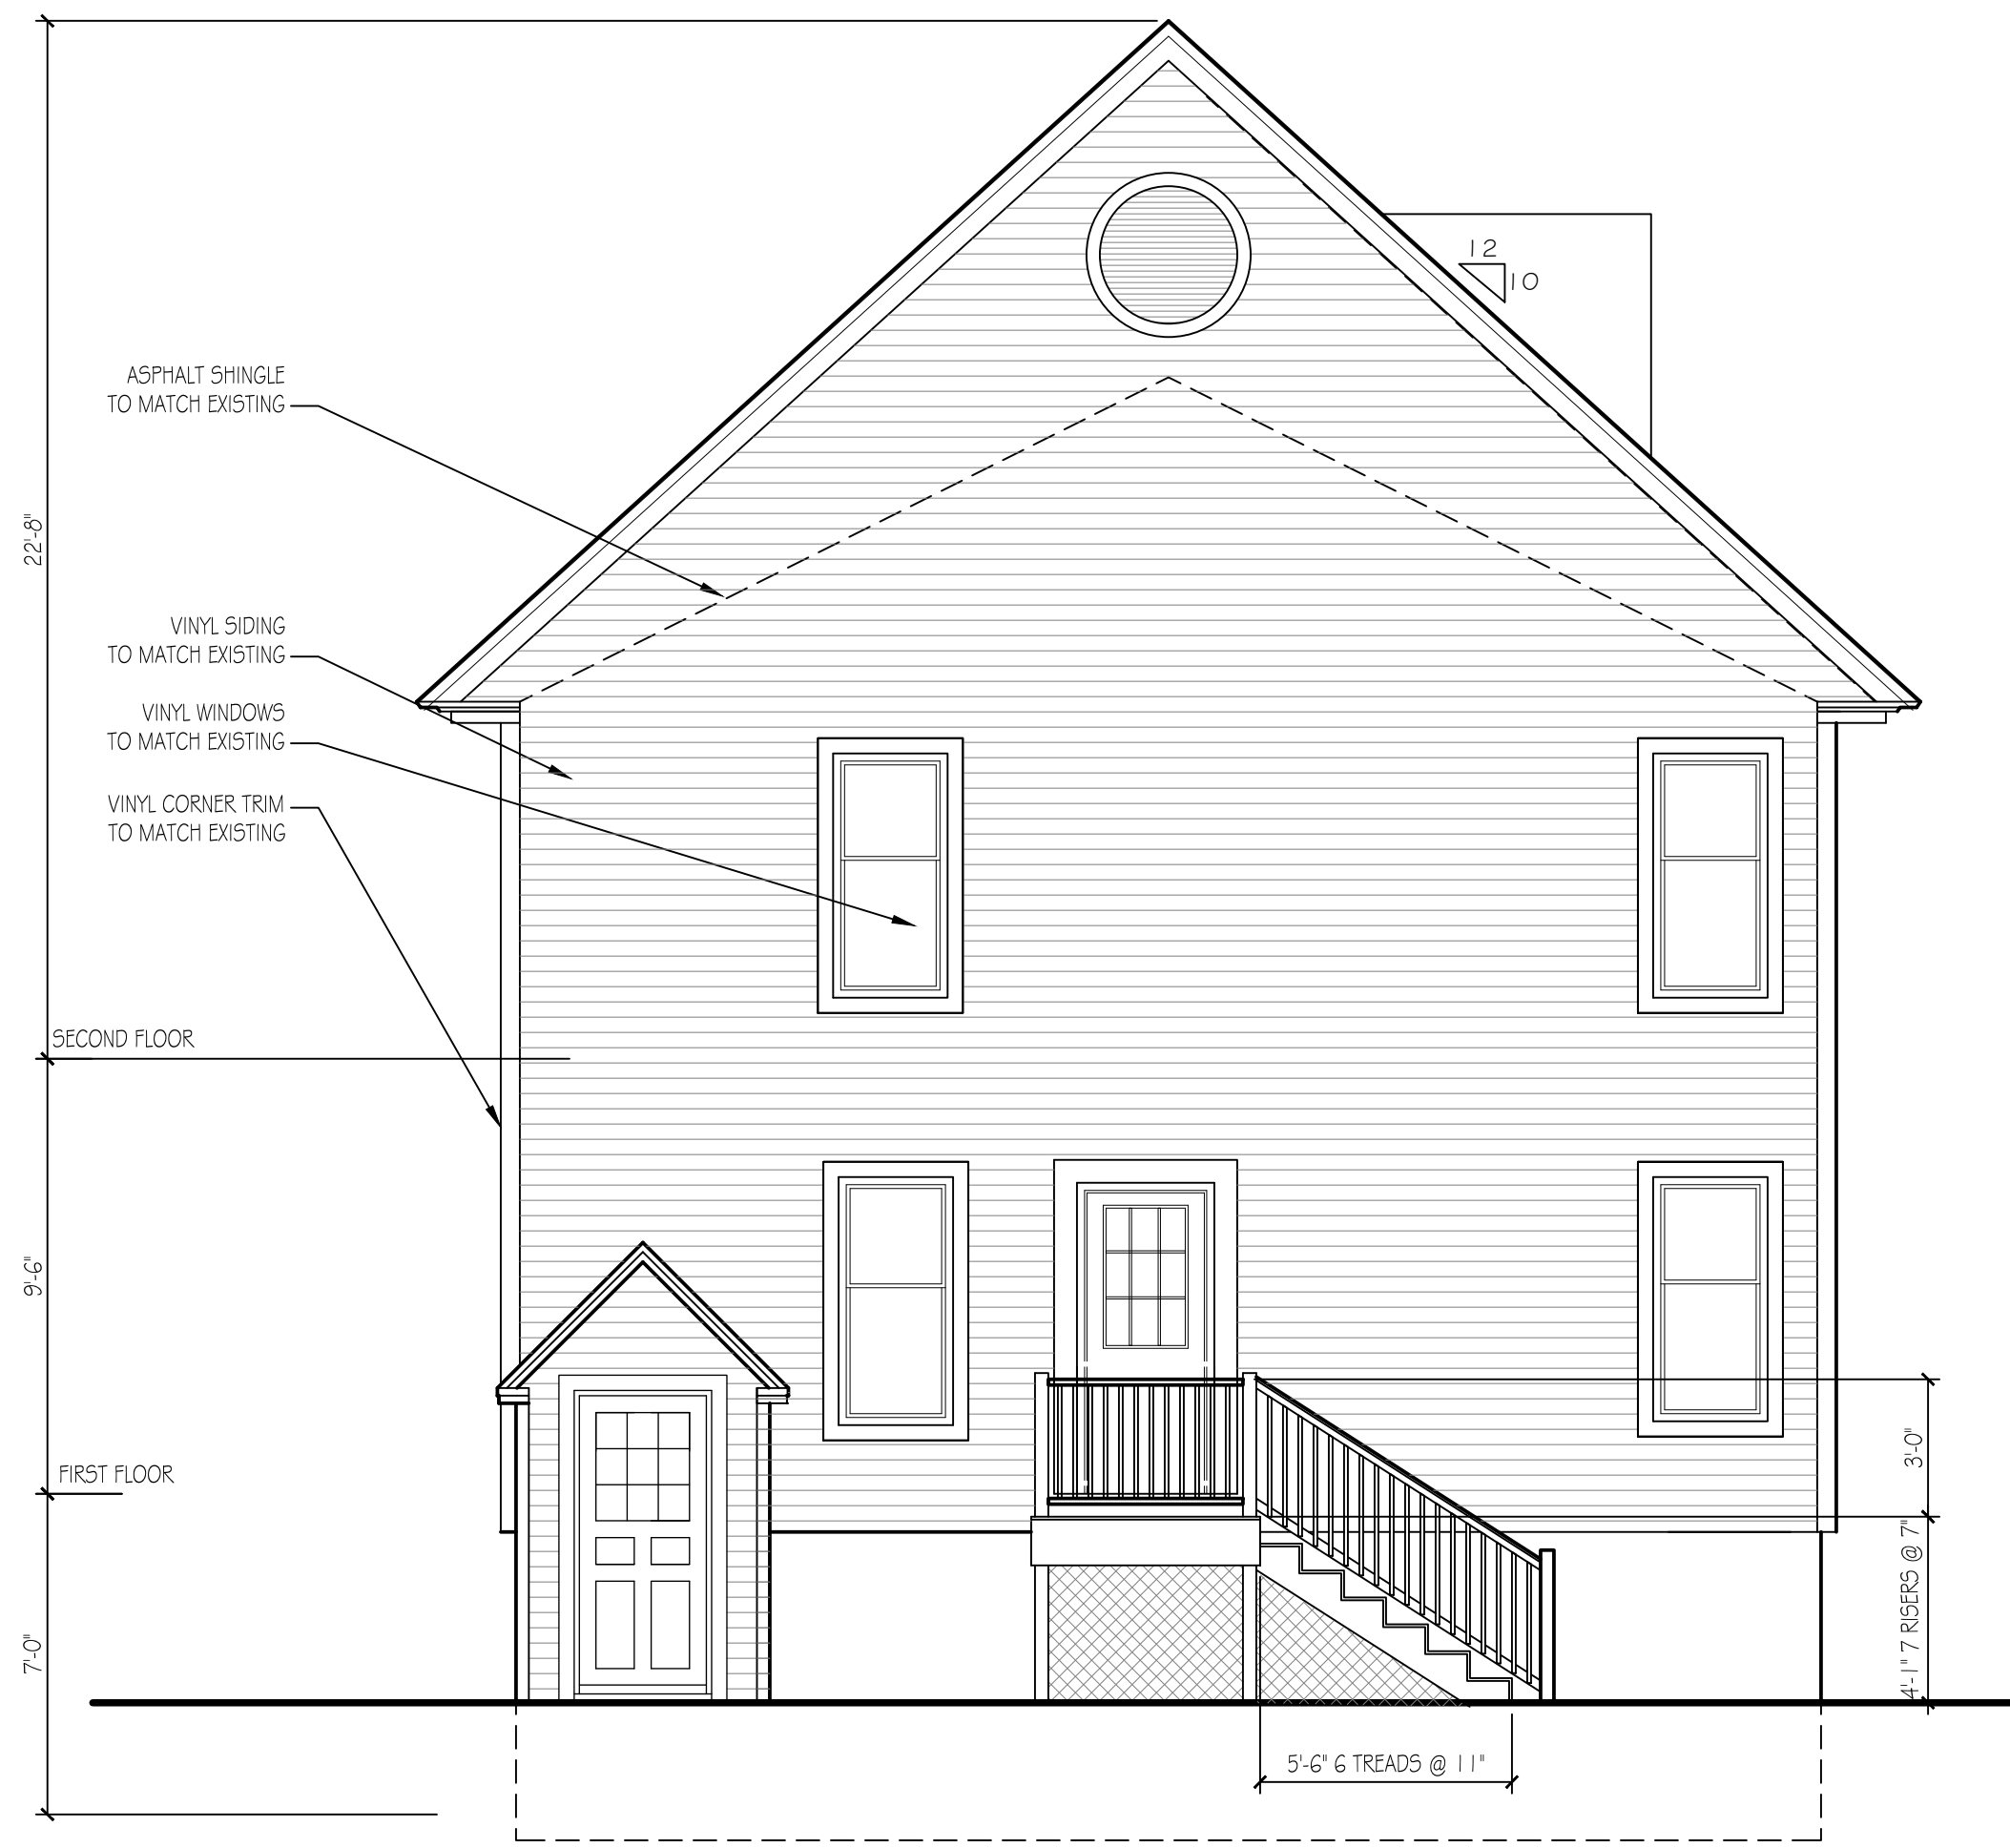 12
10
ASPHALT SHINGLE
TO MATCH EXISTING
22'-8"
VINYL SIDING
TO MATCH EXISTING
VINYL WINDOWS
TO MATCH EXISTING
VINYL CORNER TRIM
TO MATCH EXISTING
SECOND FLOOR
9'-6"
FIRST FLOOR
3'-0"
7'-0"
4'-1" 7 RISERS @ 7"
5'-6" 6 TREADS @ 11"